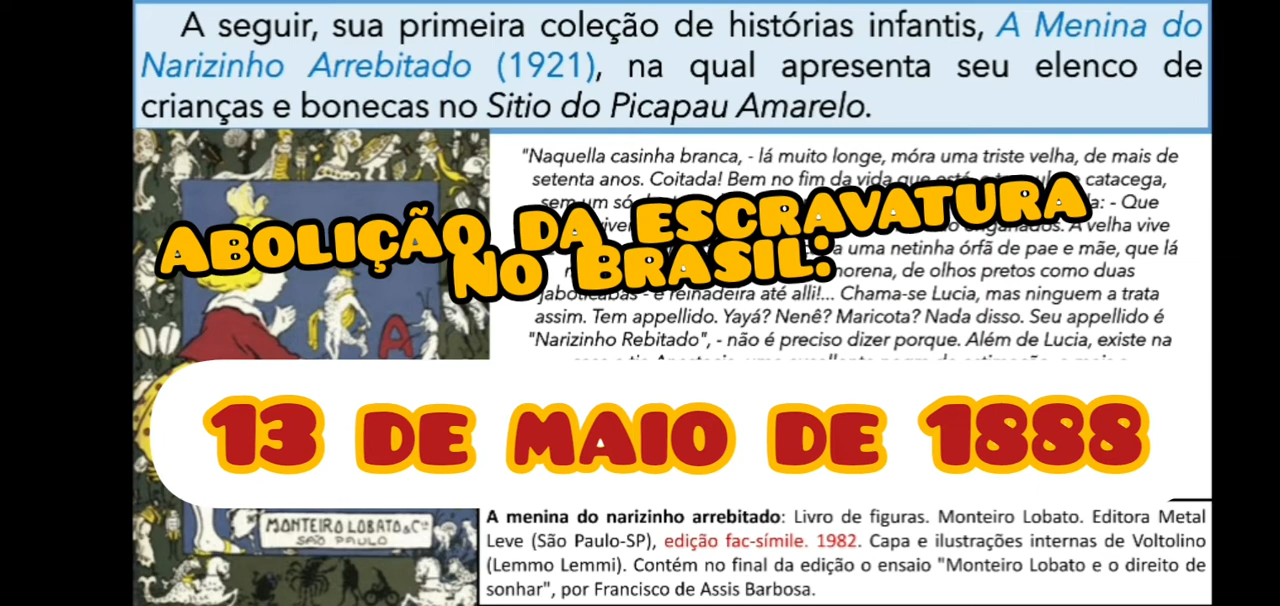 A seguir, sua primeira coleção de histórias infantis, A Menina do
Narizinho Arrebitado (1921), na qual apresenta seu elenco de
crianças e bonecas no Sitio do Picapau Amarelo.
"Naquella casinha branca, - lá muito longe, móra uma triste velha, de mais de
setenta anos. Coitada! Bem no fim da vida que catacega,
sem um só - Que
A velha vive
a uma netinha órfã de pae e mãe, que lá
morena, de olhos pretos como duas
jaboticabas - e reinadeira até alli!... Chama-se Lucia, mas ninguem a trata
assim. Tem appellido. Yayá? Nenê? Maricota? Nada disso. Seu appellido é
"Narizinho Rebitado", - não é preciso dizer porque. Além de Lucia, existe na
Abolição da escravatura
no Brasil:
A
13 de maio de 1888
MONTEIRO LOBATO & Cia
SÃO PAULO
A menina do narizinho arrebitado: Livro de figuras. Monteiro Lobato. Editora Metal
Leve (São Paulo-SP), edição fac-símile. 1982. Capa e ilustrações internas de Voltolino
(Lemmo Lemmi). Contém no final da edição o ensaio "Monteiro Lobato e o direito de
sonhar", por Francisco de Assis Barbosa.